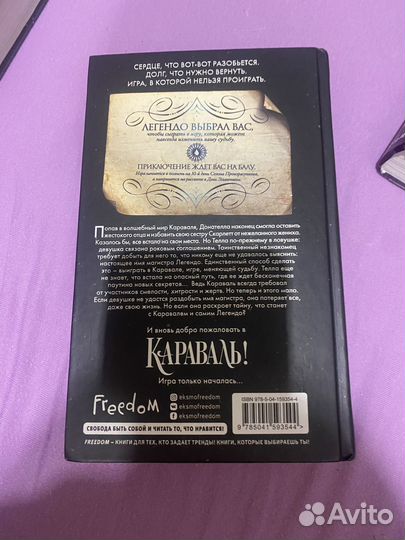 СЕРДЦЕ, ЧТО ВОТ-ВОТ РАЗОБЬЕТСЯ.
ДОЛГ, ЧТО НУЖНО ВЕРНУТЬ.
ИГРА, В КОТОРОЙ НЕЛЬЗЯ ПРОИГРАТЬ.
ЛЕГЕНДО ВЫБРАЛ ВАС,
чтобы сыграть в игру, которая может
навсегда изменить вашу судьбу.
ПРИКЛЮЧЕНИЕ ЖДЕТ ВАС НА БАЛУ.
Попав в волшебный мир Караваля, Донателла наконец смогла оставить
жестокого отца и избавить свою сестру Скарлетт от нежеланного жениха.
Казалось бы, все встало на свои места. Но Телла по-прежнему в ловушке:
девушка связана роковым соглашением. Таинственный незнакомец
требует добыть для него то, что никому еще не удавалось выяснить:
настоящее имя магистра Легендо. Единственный способ сделать
это – выиграть в Каравале, игре, меняющей судьбу. Телла еще
не знает, что встала на опасный путь, где ее ждет бесконечная
паутина новых секретов... Ведь Караваль всегда требовал
от участников смелости, хитрости и жертв. Но теперь и этого мало.
Если девушке не удастся разгадать имя магистра, она потеряет все,
даже свою жизнь. Но если она раскроет тайну, что станет
с Каравалем и самим Легендо?
И вновь добро пожаловать в
КАРАВАЛЬ!
Игра только началась...
Freedom
eksmofreedom
eksmofreedom
eksmofreedom
ISBN 978-5-04-159354-4
9 785041 593544 >
СВОБОДА БЫТЬ СОБОЙ И ЧИТАТЬ ТО, ЧТО НРАВИТСЯ!
FREEDOM – КНИГИ ДЛЯ ТЕХ, КТО ЗАДАЕТ ТРЕНДЫ! КНИГИ, КОТОРЫЕ ВЫБИРАЕШЬ ТЫ!
Avito